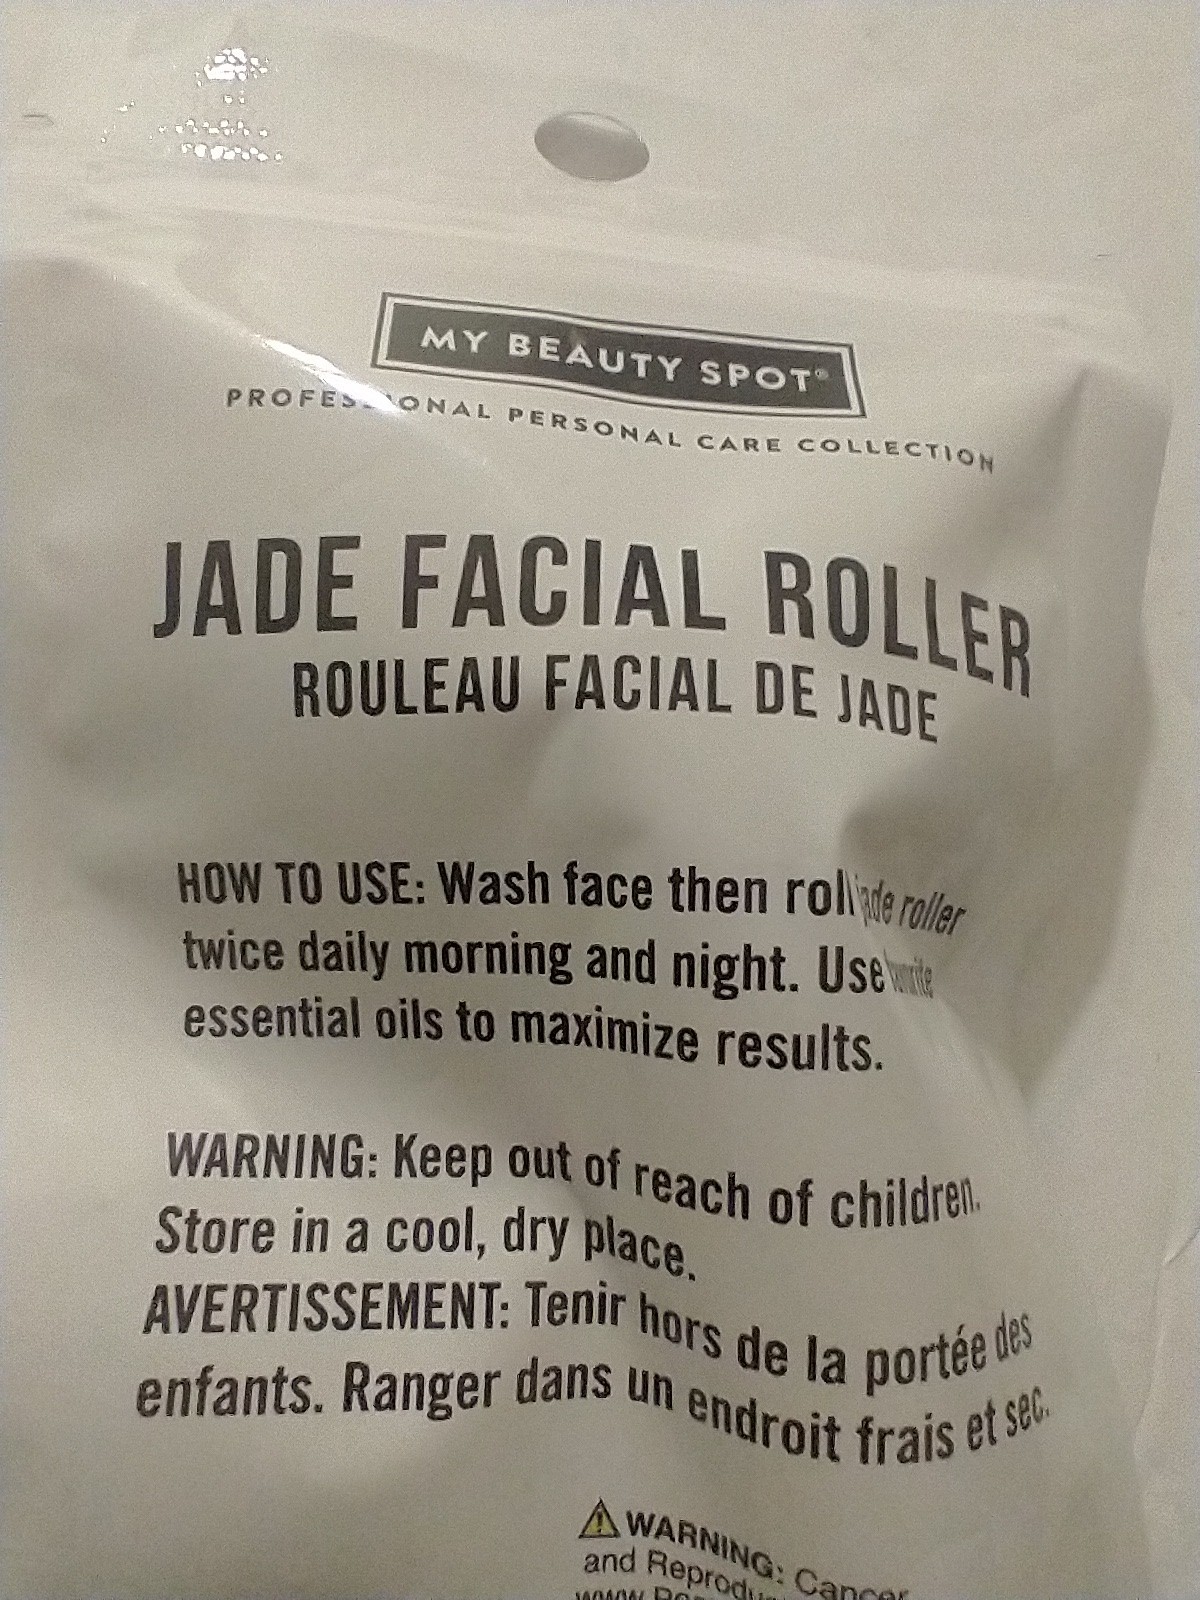 MY BEAUTY SPOT®
PROFESSIONAL PERSONAL CARE COLLECTION
JADE FACIAL ROLLER
ROULEAU FACIAL DE JADE
HOW TO USE: Wash face then roll jade roller
twice daily morning and night. Use favorite
essential oils to maximize results.
WARNING: Keep out of reach of children.
Store in a cool, dry place.
AVERTISSEMENT: Tenir hors de la portée des
enfants. Ranger dans un endroit frais et sec.
⚠ WARNING: Cancer
and